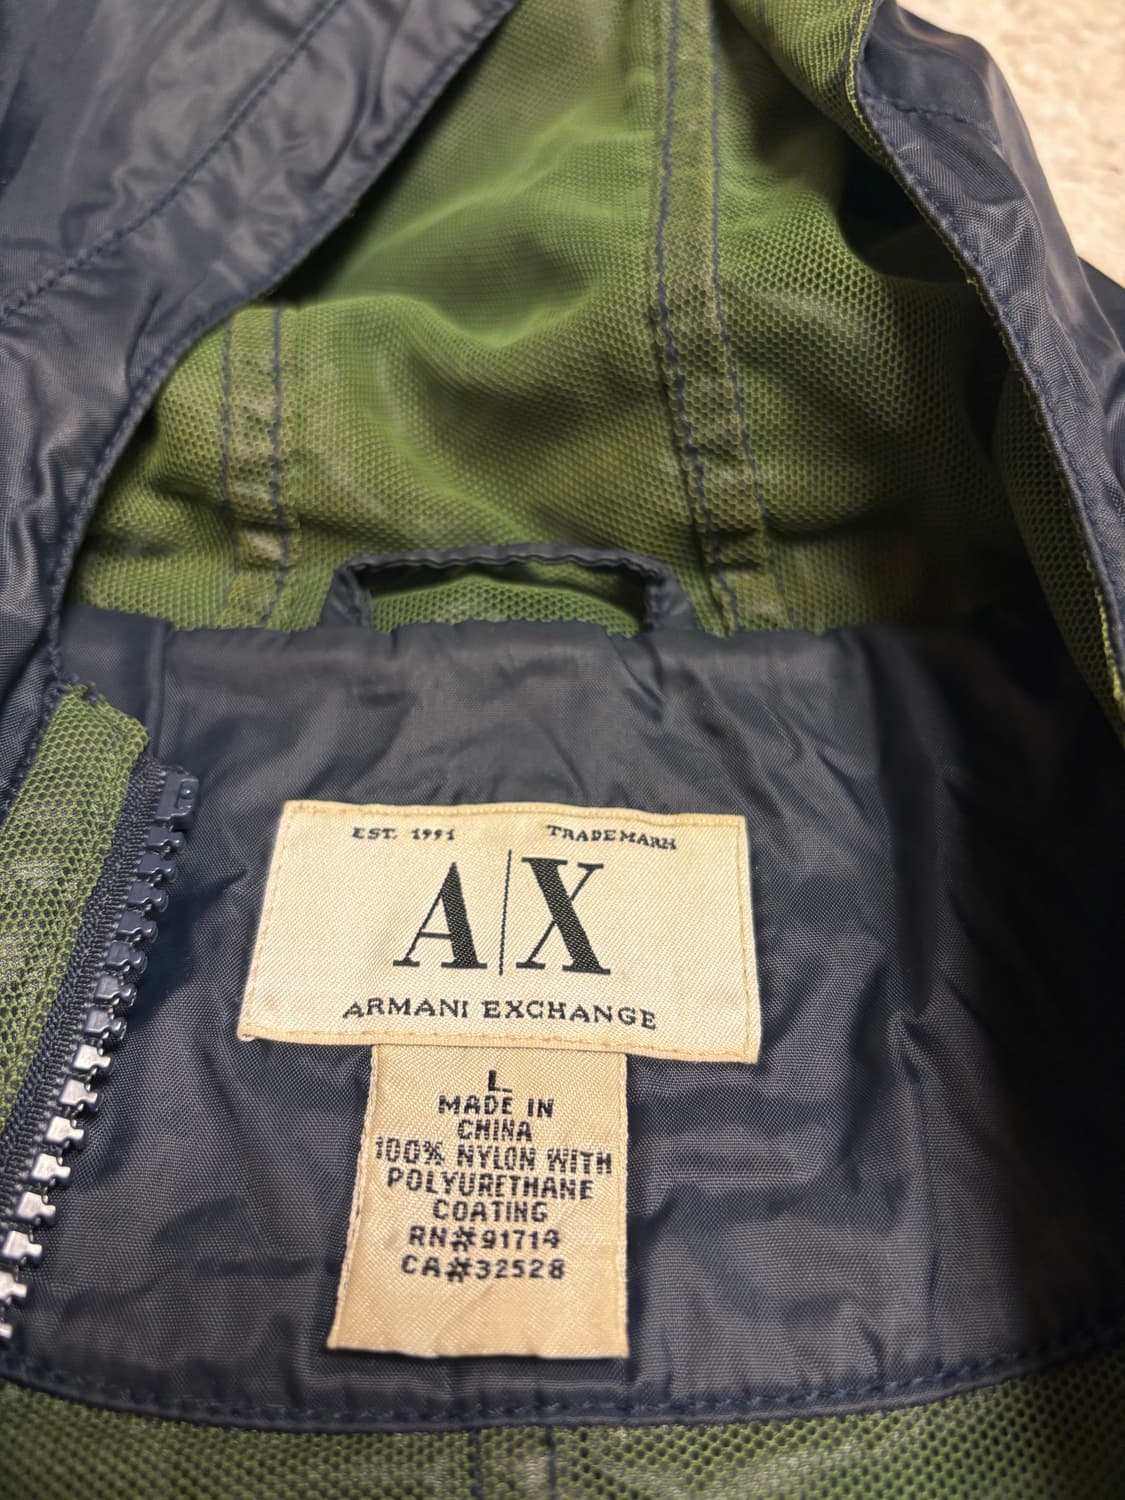 EST. 1991 TRADEMARK
A|X
ARMANI EXCHANGE
L
MADE IN
CHINA
100% NYLON WITH
POLYURETHANE
COATING
RN#91714
CA#32528